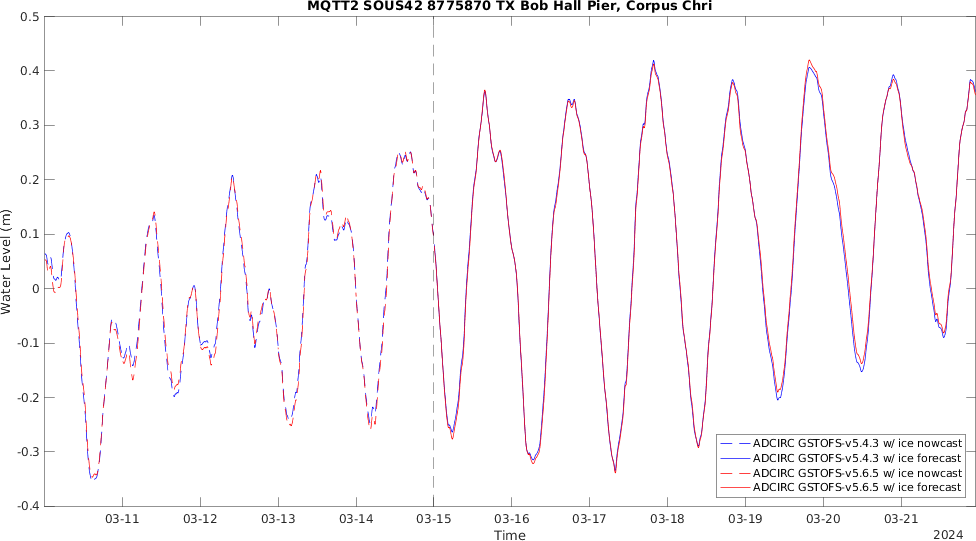 MQTT2 SOUS42 8775870 TX Bob Hall Pier, Corpus Chri
0.5
0.4
0.3
0.2
0.1
0
-0.1
-0.2
-0.3
-0.4
Water Level (m)
ADCIRC GSTOFS-v5.4.3 w/ ice nowcast
ADCIRC GSTOFS-v5.4.3 w/ ice forecast
ADCIRC GSTOFS-v5.6.5 w/ ice nowcast
ADCIRC GSTOFS-v5.6.5 w/ ice forecast
03-11 03-12 03-13 03-14 03-15 03-16 03-17 03-18 03-19 03-20 03-21
Time
2024